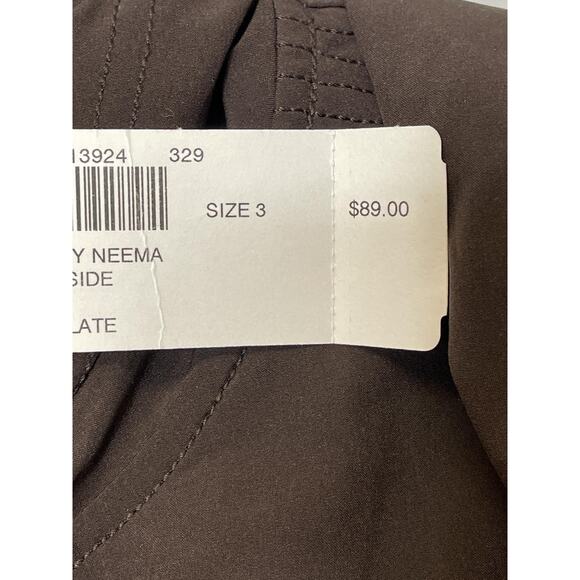 13924 329
SIZE 3 $89.00
Y NEEMA
SIDE
LATE